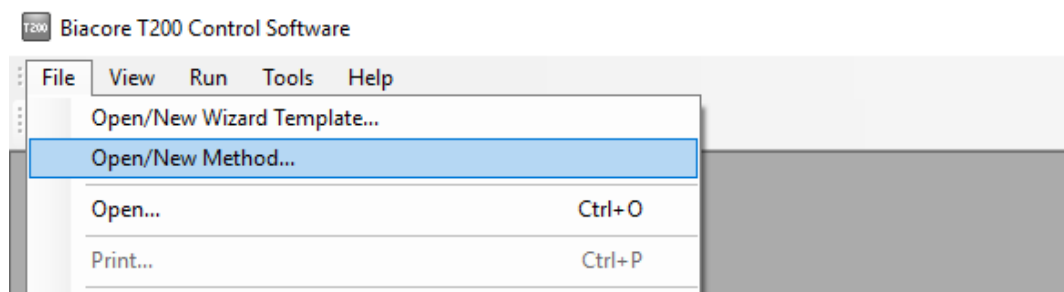 T200 Biacore T200 Control Software
File View Run Tools Help
Open/New Wizard Template...
Open/New Method...
Open... Ctrl+O
Print... Ctrl+P